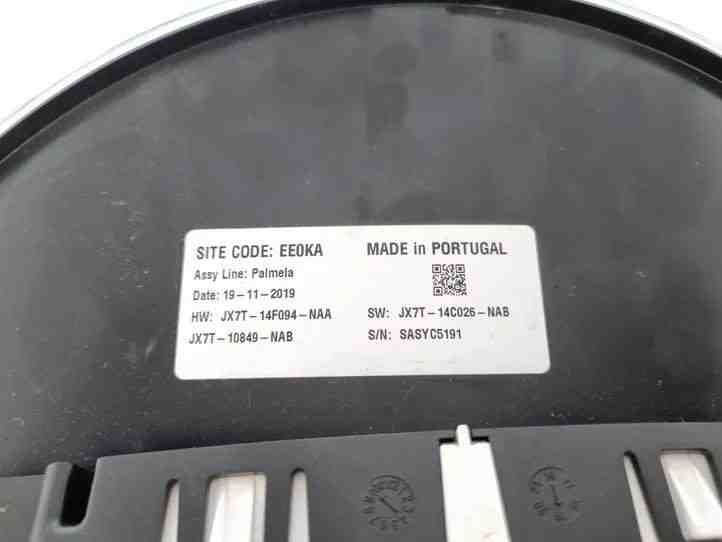 SITE CODE: EE0KA MADE in PORTUGAL
Assy Line: Palmela
Date: 19-11-2019
HW: JX7T-14F094-NAA SW: JX7T-14C026-NAB
JX7T-10849-NAB S/N: SASYC5191